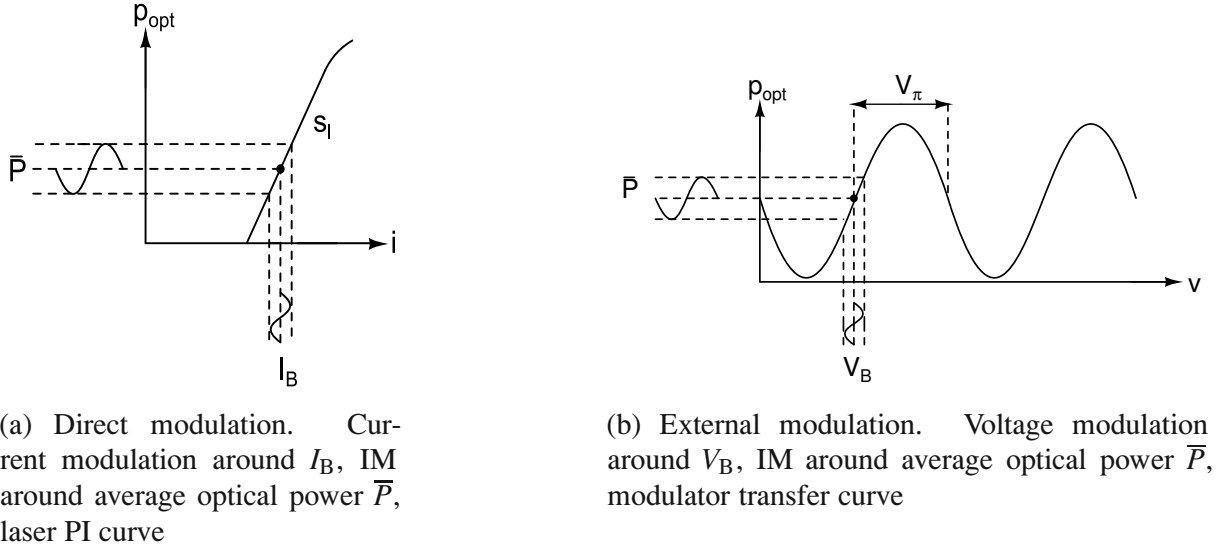 p_opt
P̅
s_I
i
I_B
(a) Direct modulation. Cur-
rent modulation around I_B, IM
around average optical power P̅,
laser PI curve
p_opt
V_π
P̅
v
V_B
(b) External modulation. Voltage modulation
around V_B, IM around average optical power P̅,
modulator transfer curve